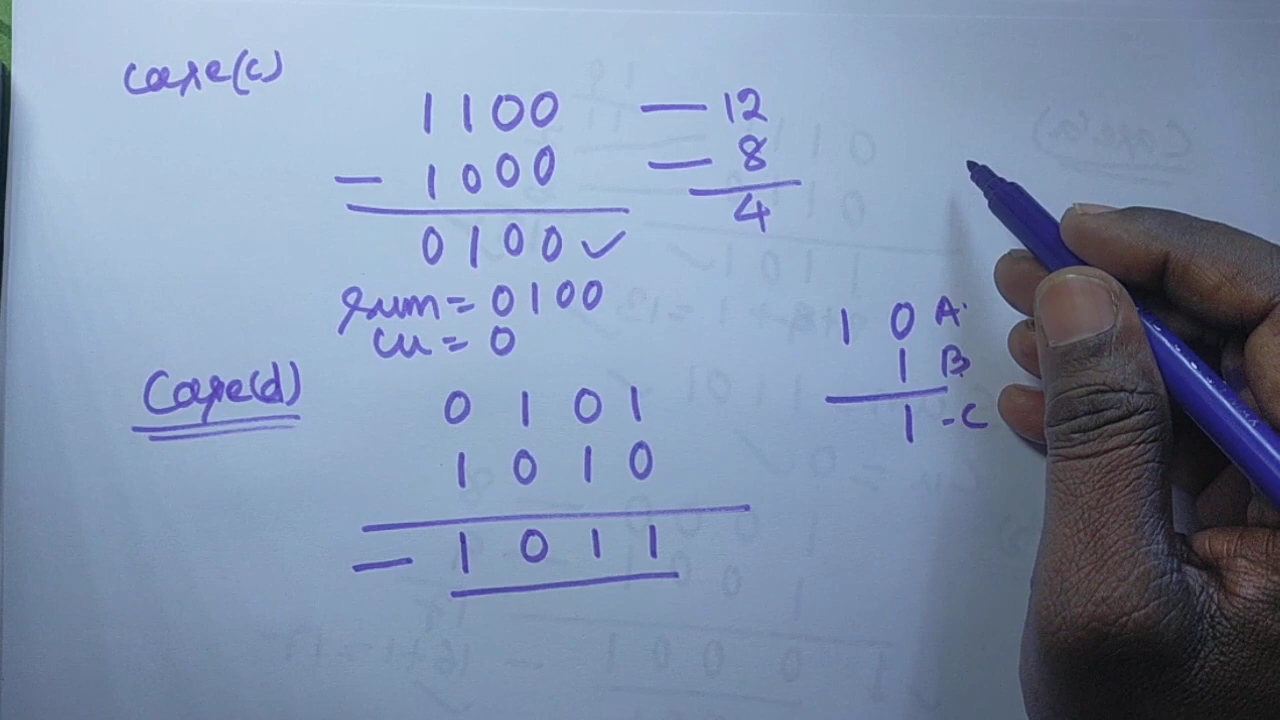 Case(c)
1100 — 12
— 1000 — 8
0100 ✓ 4
sum = 0100
C4 = 0
Case(d)
0 1 0 1
1 0 1 0
— 1 0 1 1
1 0 A
1 B
1 - C